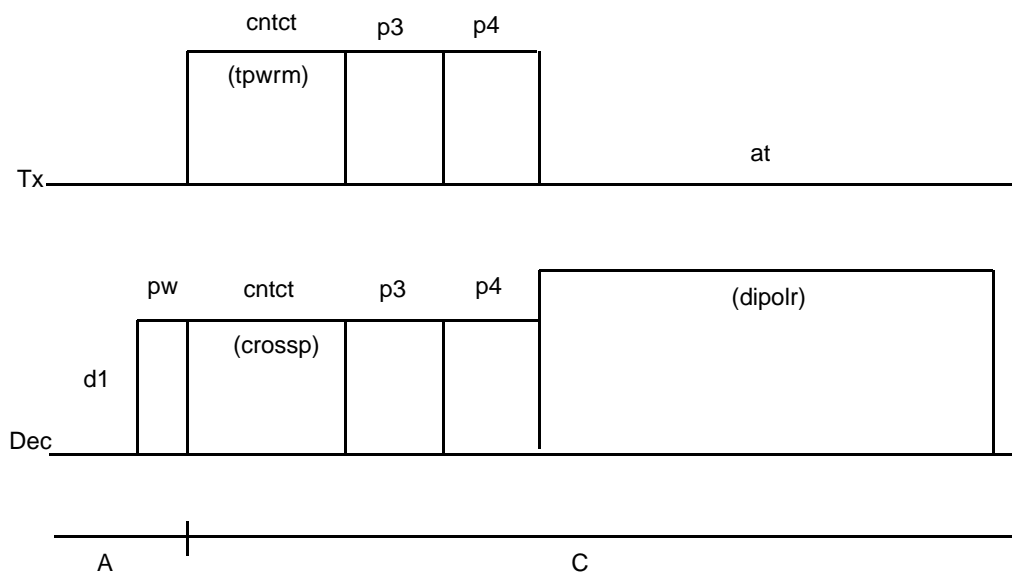 cntct p3 p4
(tpwrm)
at
Tx
pw cntct p3 p4
(dipolr)
(crossp)
d1
Dec
A C